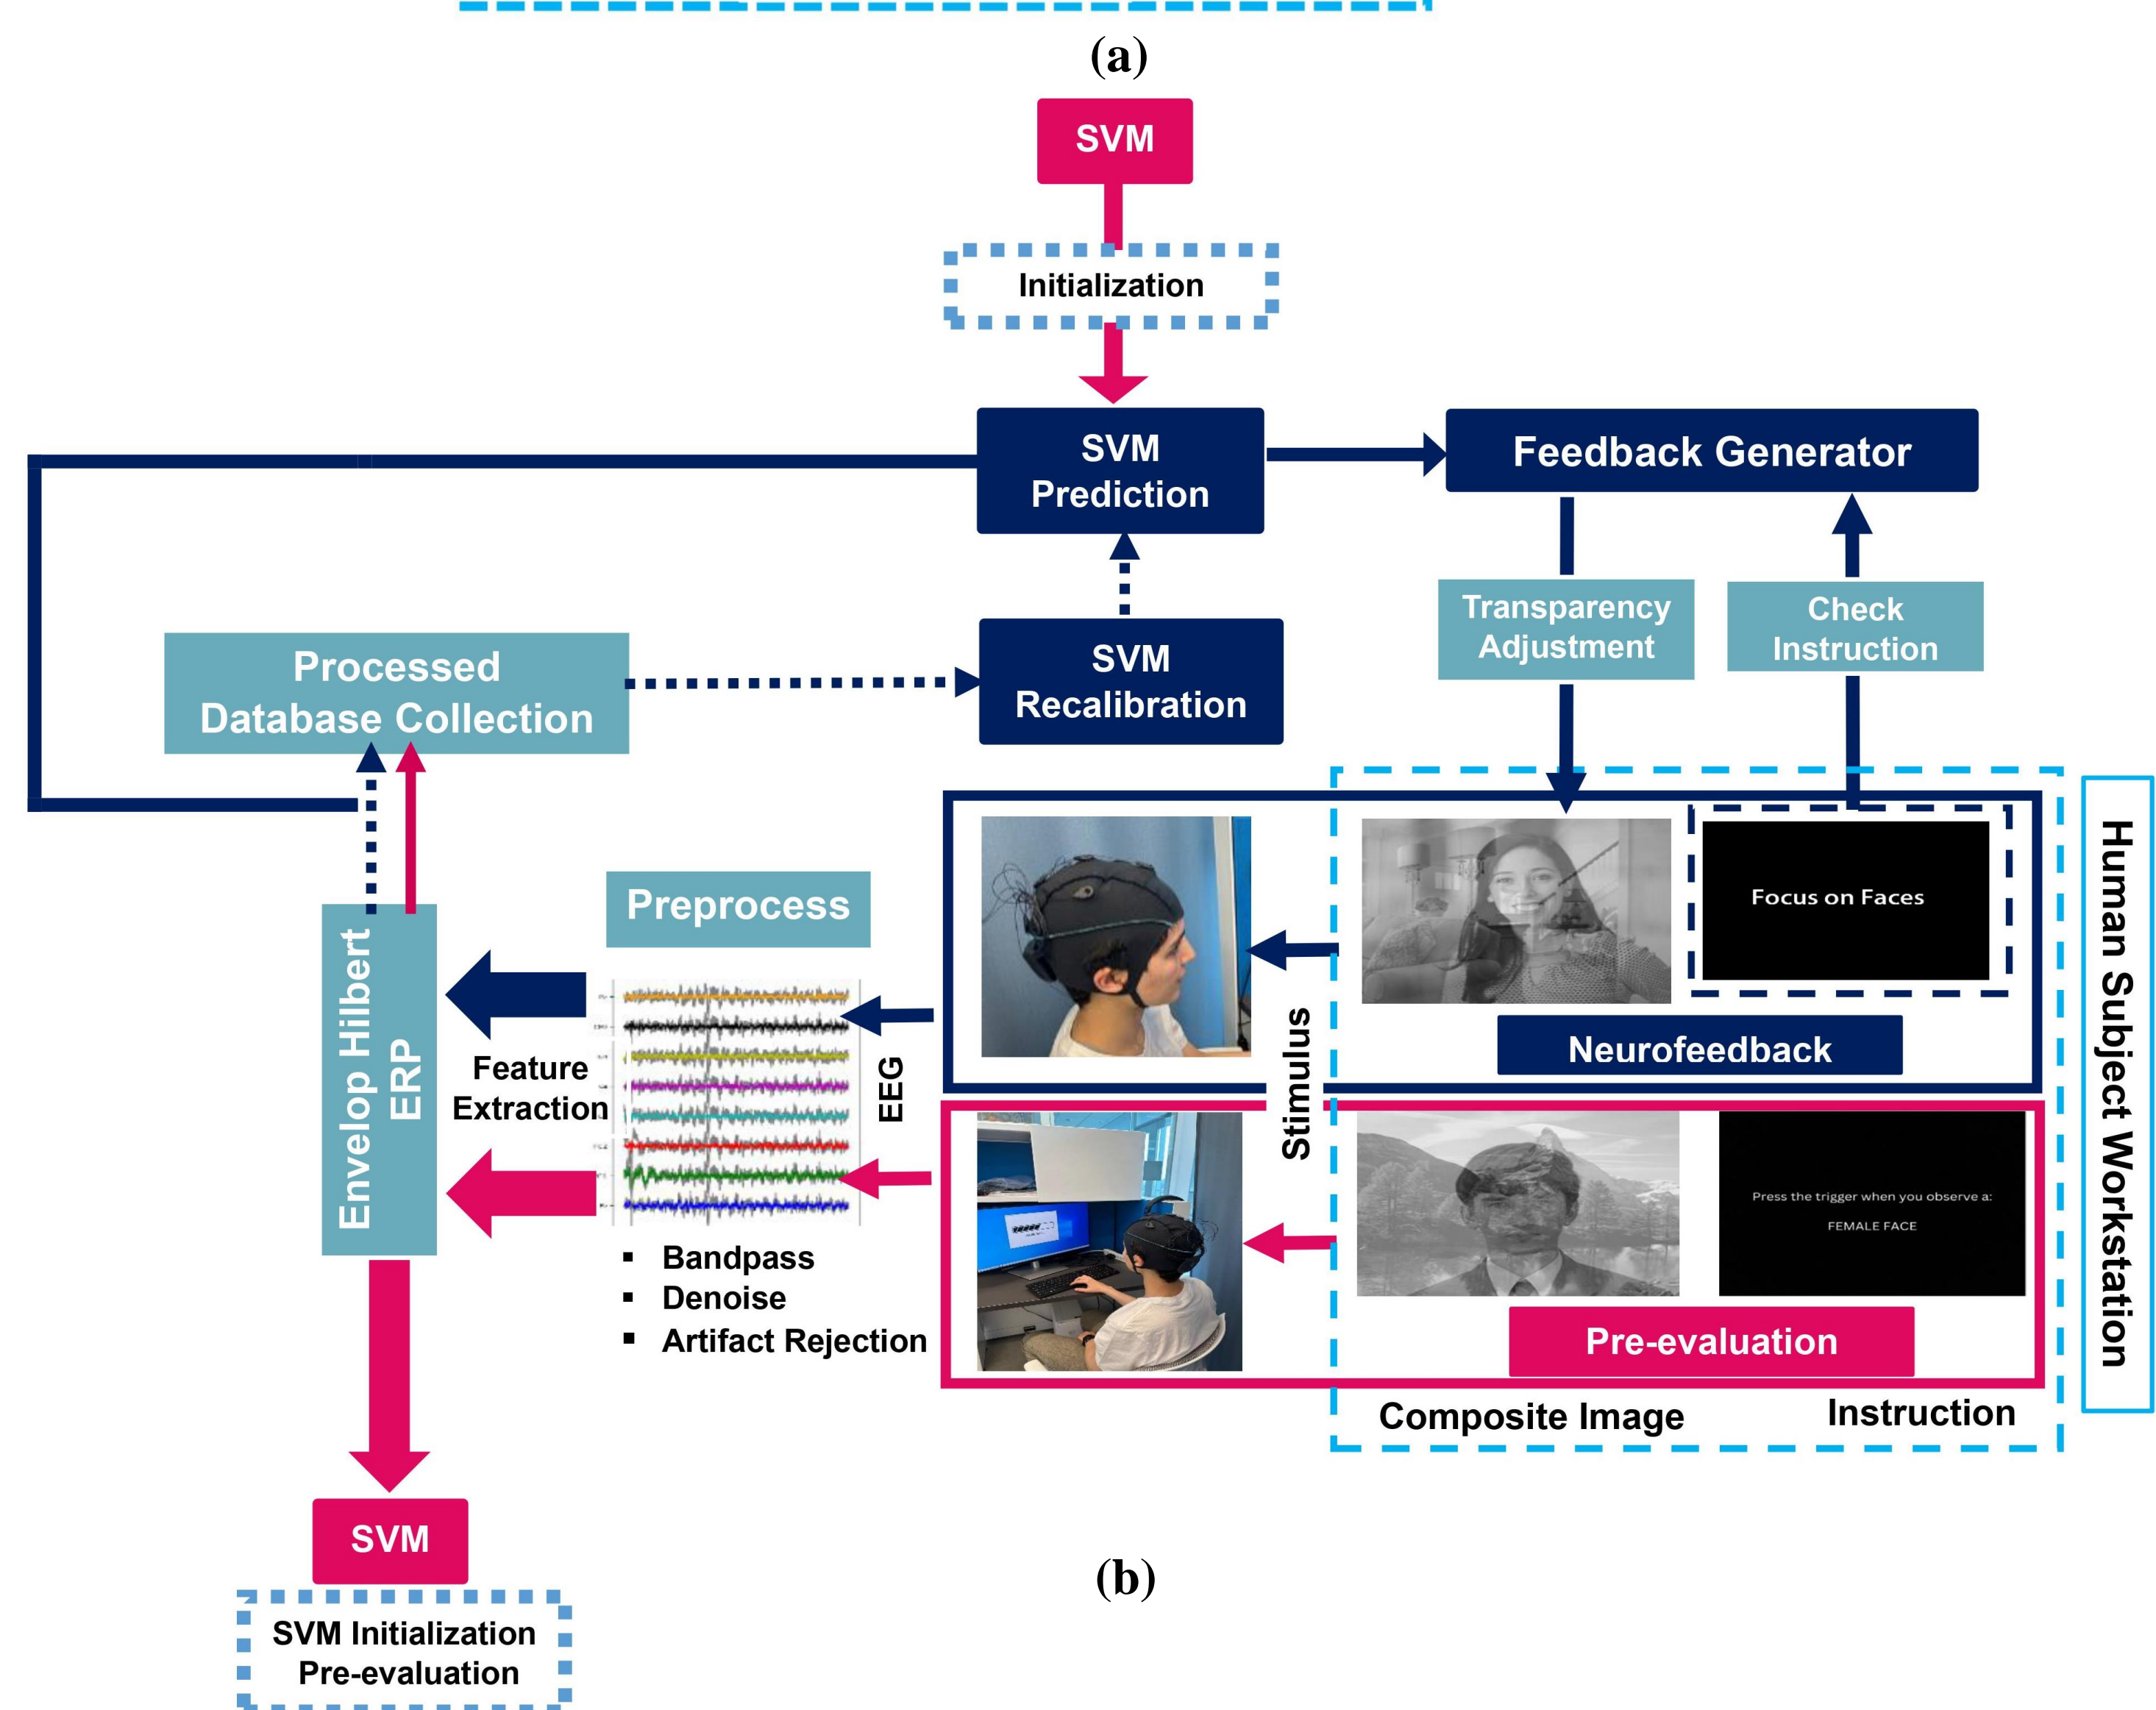 (a)
SVM
Initialization
SVM
Prediction
Feedback Generator
Transparency
Adjustment
Check
Instruction
Processed
Database Collection
SVM
Recalibration
Preprocess
Focus on Faces
Neurofeedback
Envelop Hilbert
ERP
Feature
Extraction
EEG
Stimulus
Human Subject Workstation
Press the trigger when you observe a:
FEMALE FACE
▪ Bandpass
▪ Denoise
▪ Artifact Rejection
Pre-evaluation
Composite Image
Instruction
SVM
(b)
SVM Initialization
Pre-evaluation